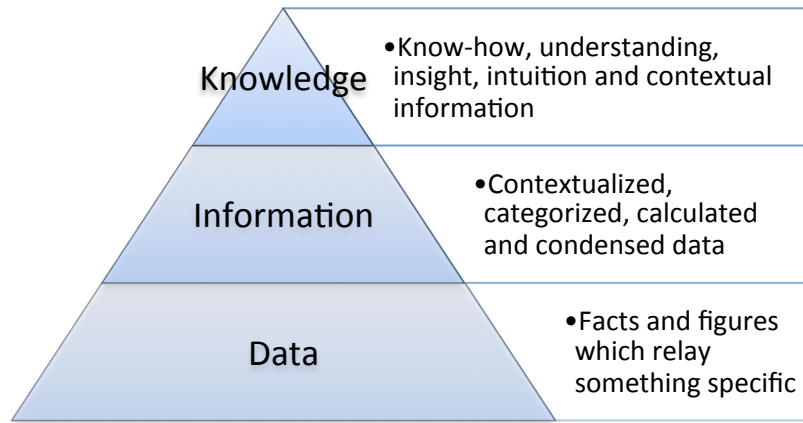 Knowledge
•Know-how, understanding,
insight, intuition and contextual
information
Information
•Contextualized,
categorized, calculated
and condensed data
Data
•Facts and figures
which relay
something specific